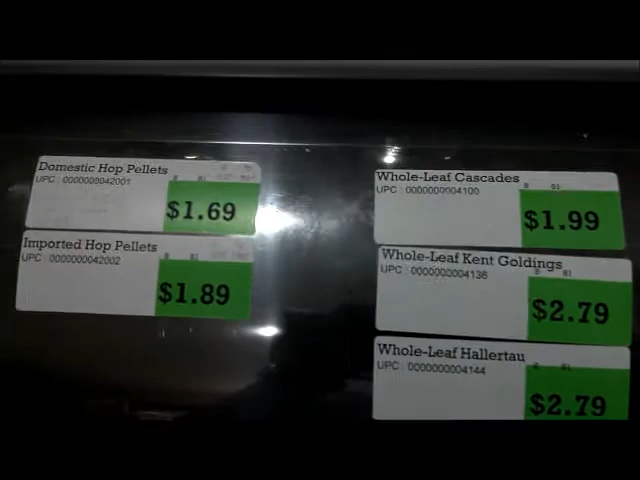 Domestic Hop Pellets
UPC : 0000000042001
$1.69
Imported Hop Pellets
UPC : 0000000042002
$1.89
Whole-Leaf Cascades
UPC : 0000000004100
$1.99
Whole-Leaf Kent Goldings
UPC : 0000000004136
$2.79
Whole-Leaf Hallertau
UPC : 0000000004144
$2.79